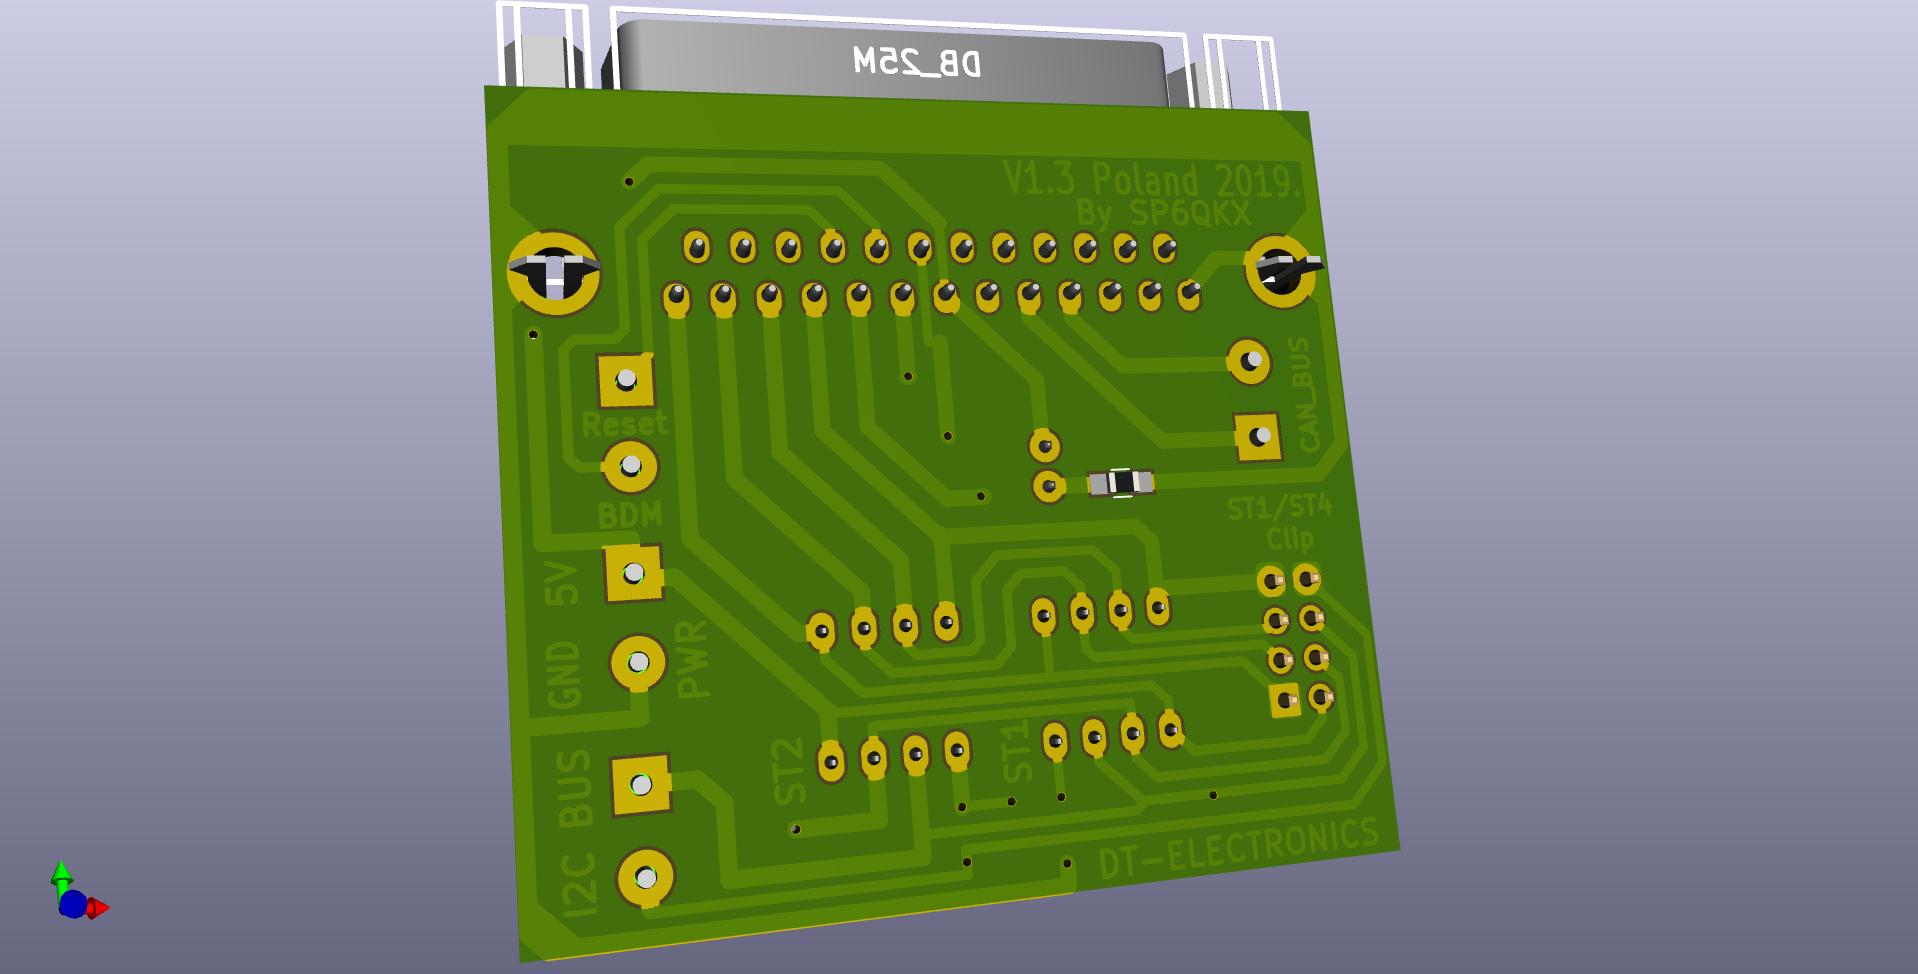 DB_25M
V1.3 Poland 2019.
By SP6QKX
Reset
CAN_BUS
BDM
ST1/ST4
Clip
5V
GND
PWR
ST2
ST1
BUS
I2C
DT-ELECTRONICS